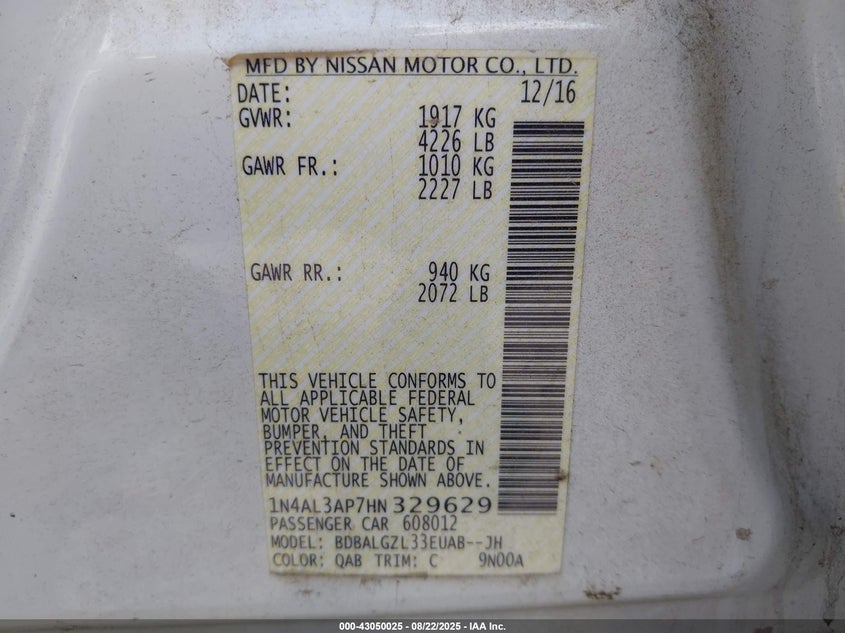 MFD BY NISSAN MOTOR CO., LTD.
DATE: 12/16
GVWR: 1917 KG
4226 LB
GAWR FR.: 1010 KG
2227 LB
GAWR RR.: 940 KG
2072 LB
THIS VEHICLE CONFORMS TO
ALL APPLICABLE FEDERAL
MOTOR VEHICLE SAFETY,
BUMPER, AND THEFT
PREVENTION STANDARDS IN
EFFECT ON THE DATE OF
MANUFACTURE SHOWN ABOVE.
1N4AL3AP7HN 329629
PASSENGER CAR 608012
MODEL: BDBALGZL33EUAB--JH
COLOR: QAB TRIM: C 9N00A
000-43050025 - 08/22/2025 - IAA Inc.